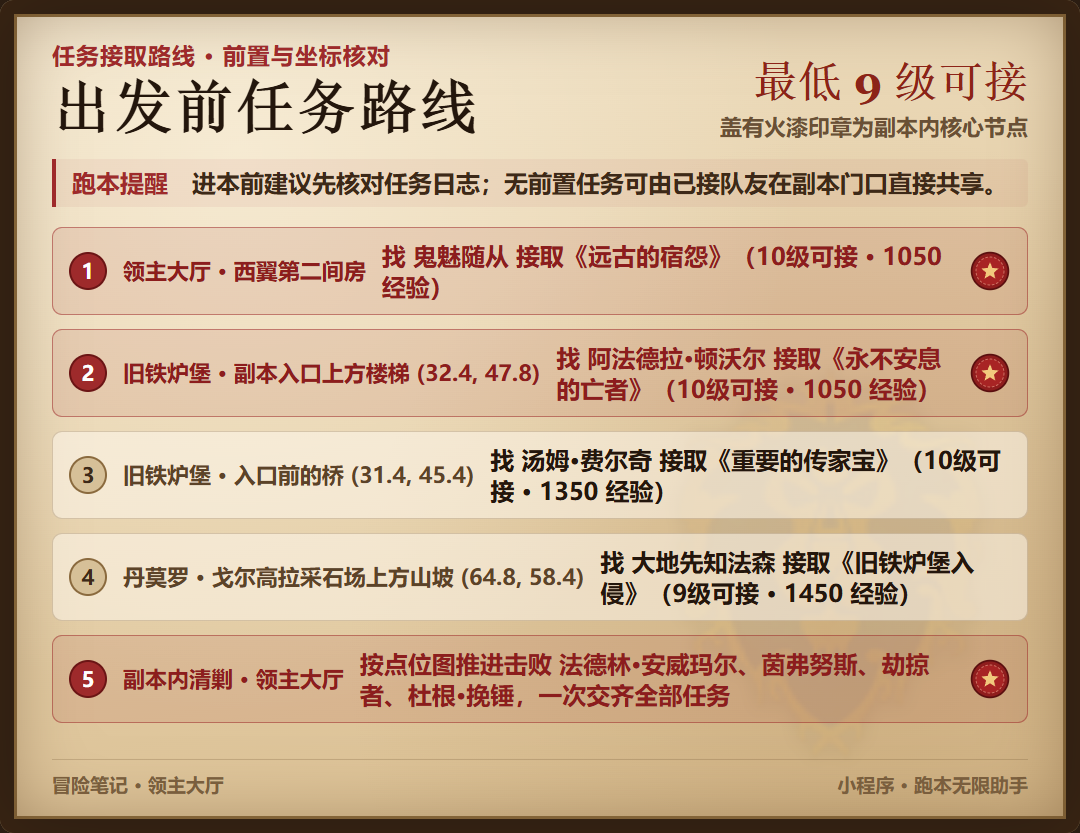 任务接取路线・前置与坐标核对
出发前任务路线
最低 9 级可接
盖有火漆印章为副本内核心节点
跑本提醒 进本前建议先核对任务日志；无前置任务可由已接队友在副本门口直接共享。
1 领主大厅・西翼第二间房
找 鬼魅随从 接取《远古的宿怨》（10级可接・1050
经验）
2 旧铁炉堡・副本入口上方楼梯 (32.4, 47.8)
找 阿法德拉·顿沃尔 接取《永不安息
的亡者》（10级可接・1050 经验）
3 旧铁炉堡・入口前的桥 (31.4, 45.4)
找 汤姆·费尔奇 接取《重要的传家宝》（10级可
接・1350 经验）
4 丹莫罗・戈尔高拉采石场上方山坡 (64.8, 58.4)
找 大地先知法森 接取《旧铁炉堡入
侵》（9级可接・1450 经验）
5 副本内清剿・领主大厅
按点位图推进击败 法德林·安威玛尔、茵弗努斯、劫掠
者、杜根·挽锤，一次交齐全部任务
冒险笔记・领主大厅
小程序・跑本无限助手